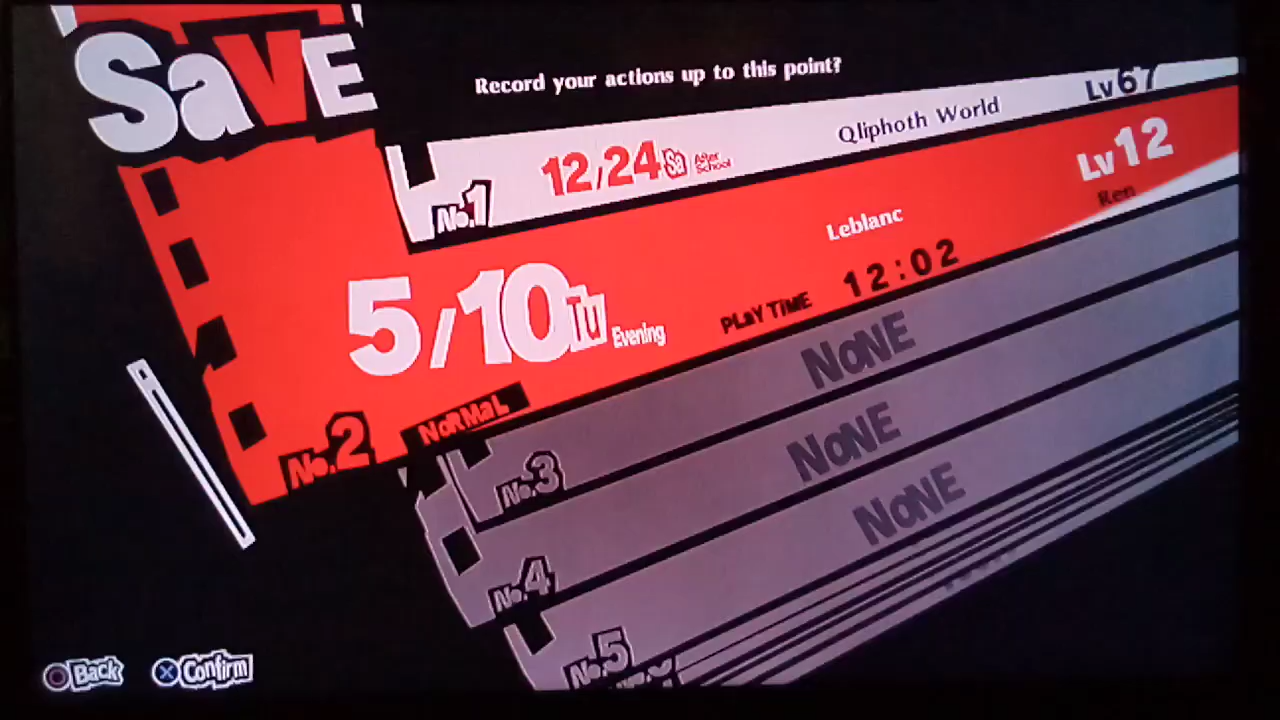 SaVE
Record your actions up to this point?
No.1 12/24 Sa After School Qliphoth World Lv67
No.2 5/10 Tu Evening Leblanc Lv12
PLaY TiME 12:02 Ren
NoRMaL
No.3 NoNE
No.4 NoNE
No.5 NoNE
Back Confirm